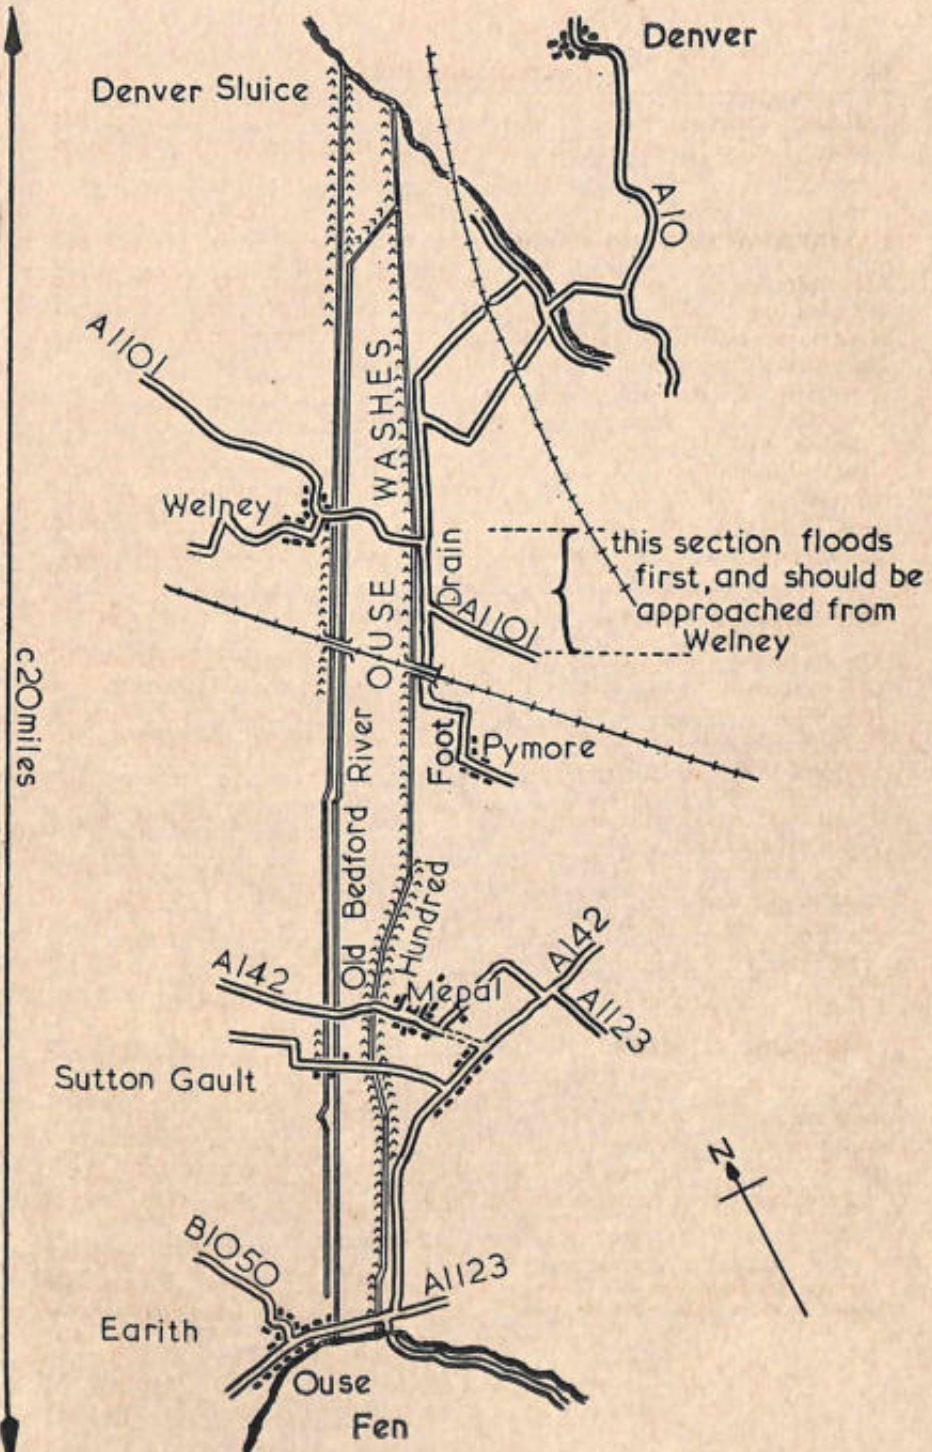 Denver
Denver Sluice
A10
A1101
WASHES
Welney
Drain
this section floods
first, and should be
approached from
Welney
A1101
OUSE
c20miles
Old Bedford River
Foot
Pymore
Hundred
A142
A142
Mepal
A1123
Sutton Gault
N
B1050
A1123
Earith
Ouse
Fen